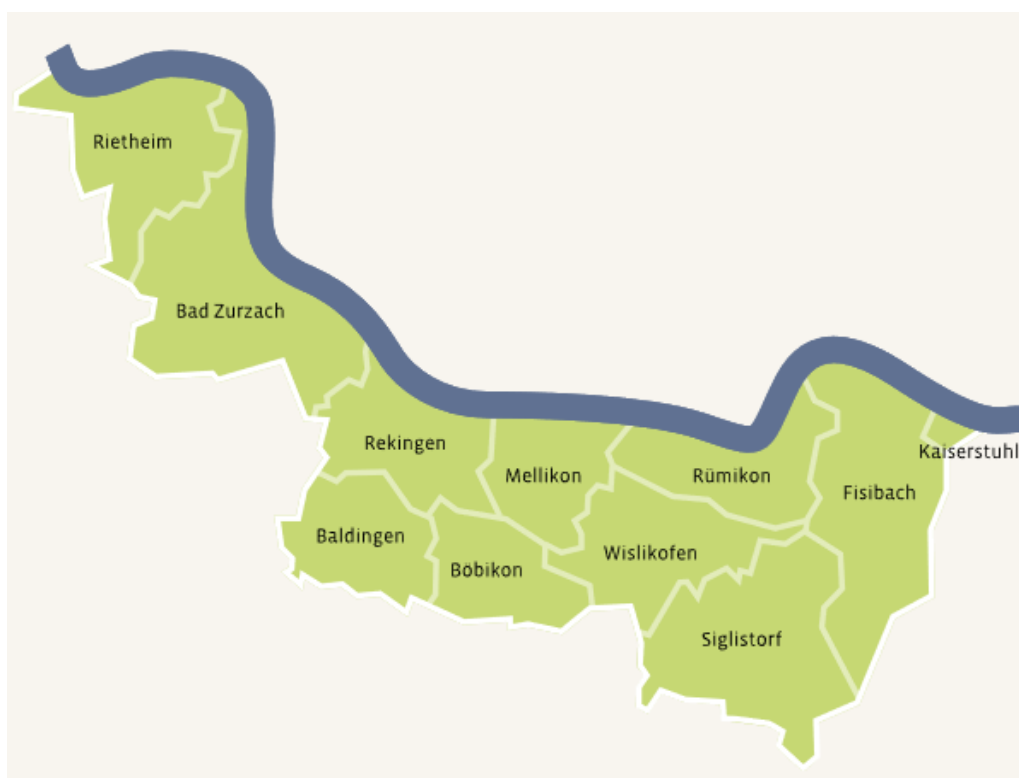 Rietheim
Bad Zurzach
Rekingen
Kaiserstuhl
Mellikon
Rümikon
Fisibach
Baldingen
Wislikofen
Böbikon
Siglistorf